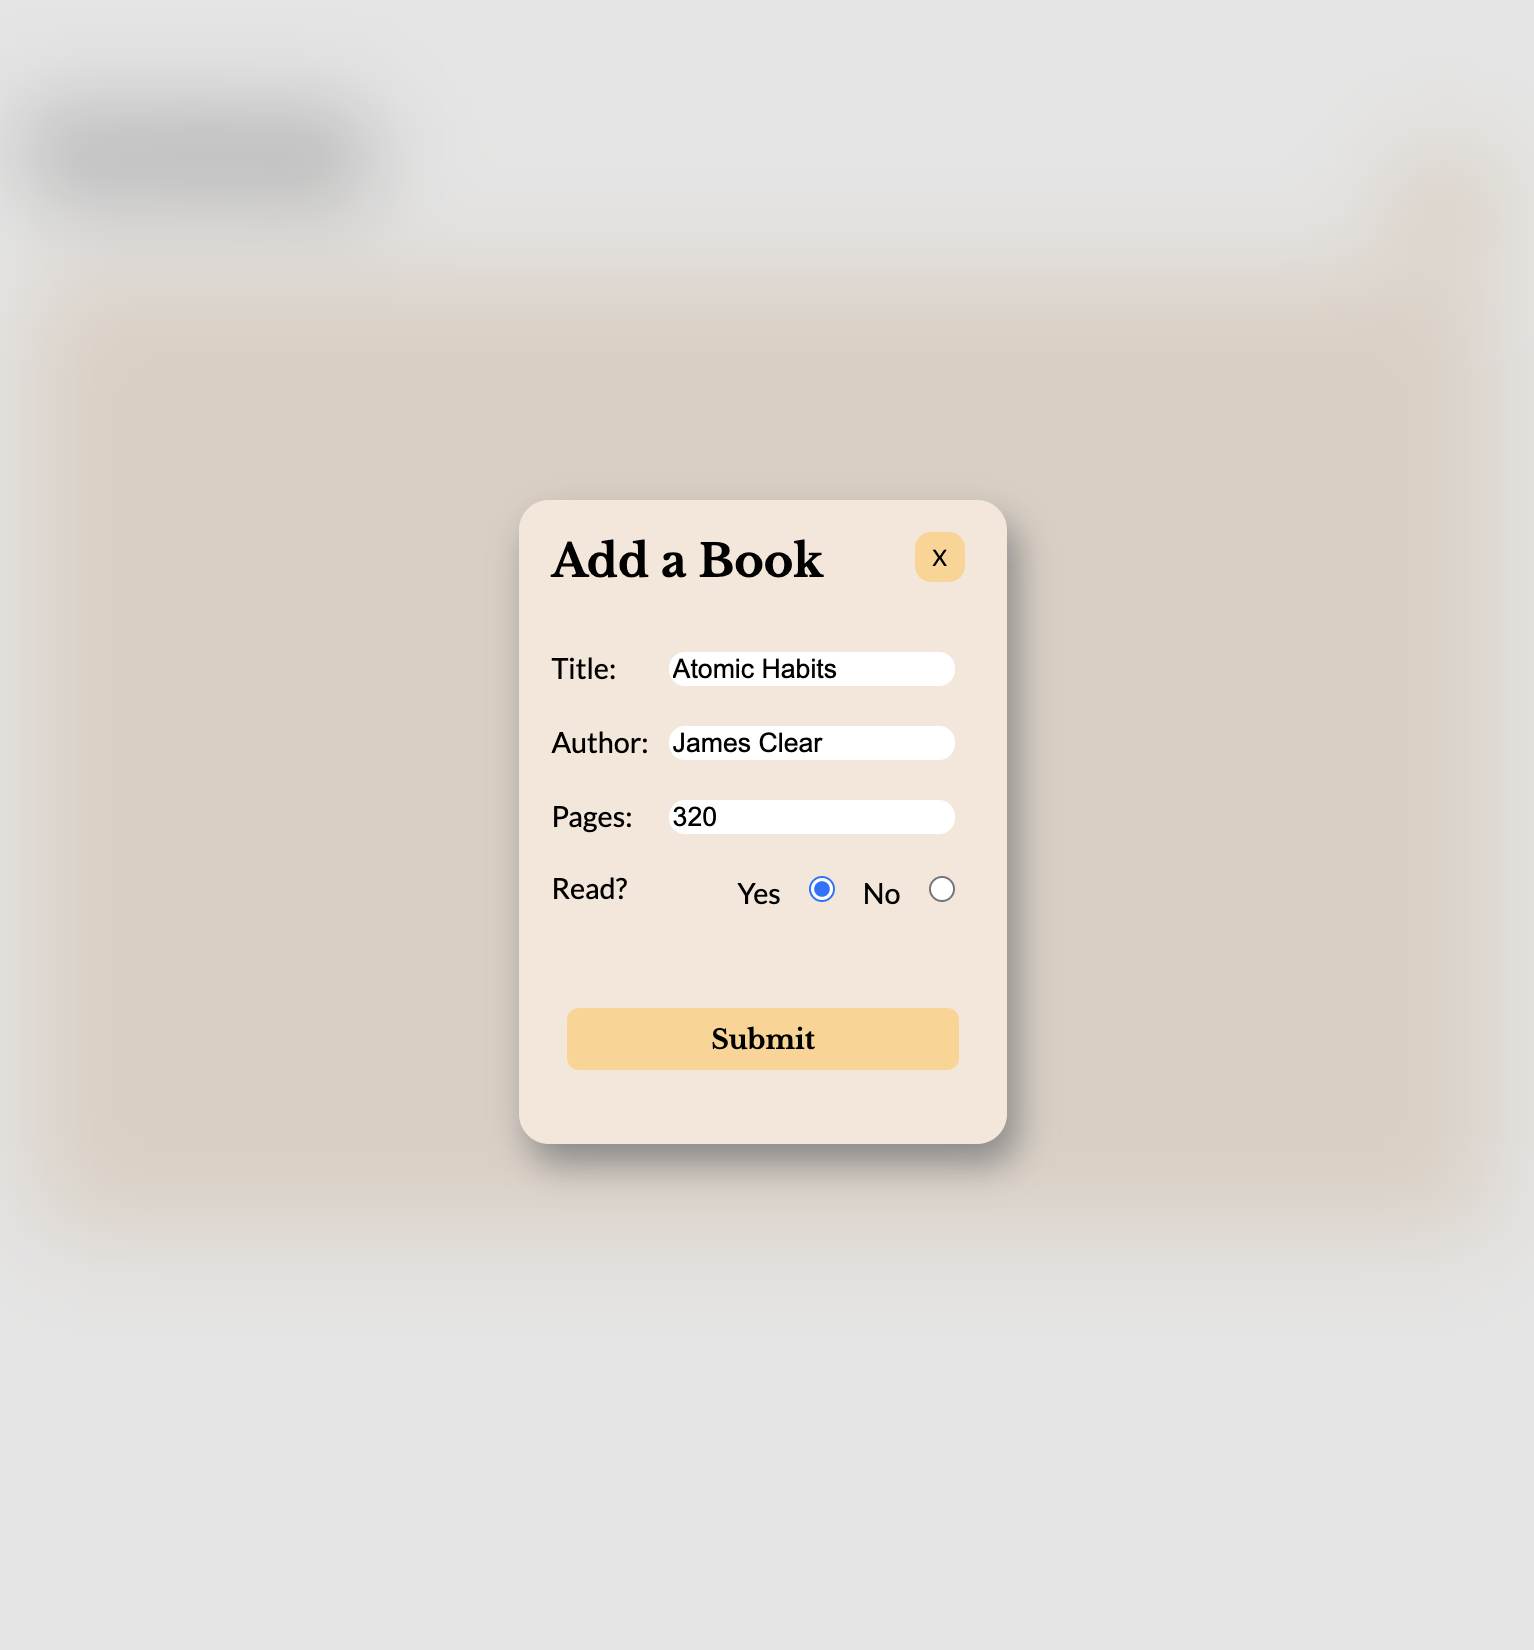 Add a Book X
Title: Atomic Habits
Author: James Clear
Pages: 320
Read? Yes No
Submit